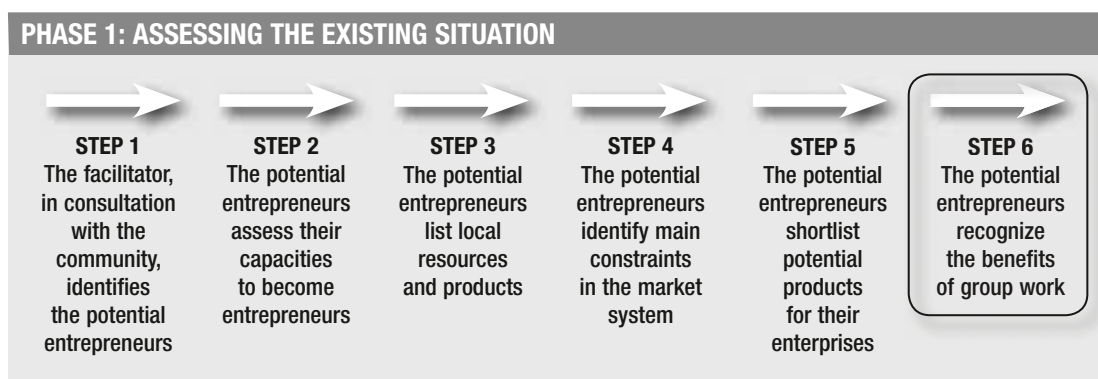 PHASE 1: ASSESSING THE EXISTING SITUATION
STEP 1
The facilitator,
in consultation
with the
community,
identifies
the potential
entrepreneurs
STEP 2
The potential
entrepreneurs
assess their
capacities
to become
entrepreneurs
STEP 3
The potential
entrepreneurs
list local
resources
and products
STEP 4
The potential
entrepreneurs
identify main
constraints
in the market
system
STEP 5
The potential
entrepreneurs
shortlist
potential
products
for their
enterprises
STEP 6
The potential
entrepreneurs
recognize
the benefits
of group work